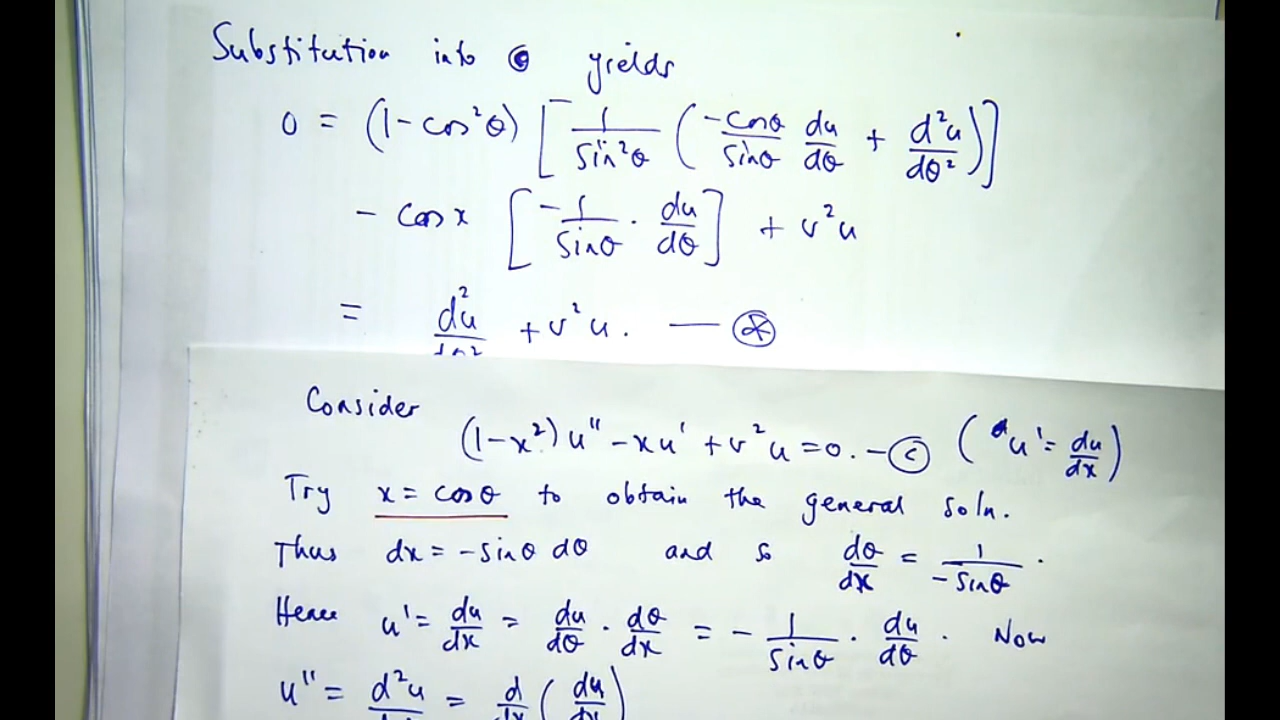 Substitution into © yields
0 = (1-cos²θ) [ 1/sin²θ ( -cosθ/sinθ du/dθ + d²u/dθ² ) ]
- cos x [ -1/sinθ · du/dθ ] + v²u
= d²u/dθ² + v²u. — ⊛
Consider
(1-x²) u'' - xu' + v²u = 0. - © ( u' = du/dx )
Try x = cosθ to obtain the general soln.
Thus dx = -sinθ dθ and so dθ/dx = 1/-sinθ .
Hence u' = du/dx = du/dθ · dθ/dx = - 1/sinθ · du/dθ . Now
u'' = d²u/dx² = d/dx ( du/dx )